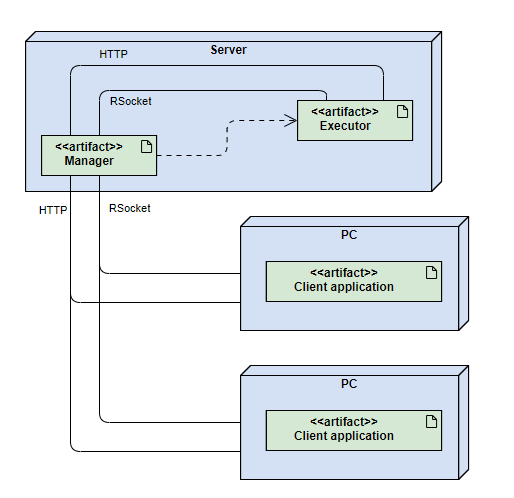 Server
HTTP
RSocket
<<artifact>>
Executor
<<artifact>>
Manager
HTTP
RSocket
PC
<<artifact>>
Client application
PC
<<artifact>>
Client application